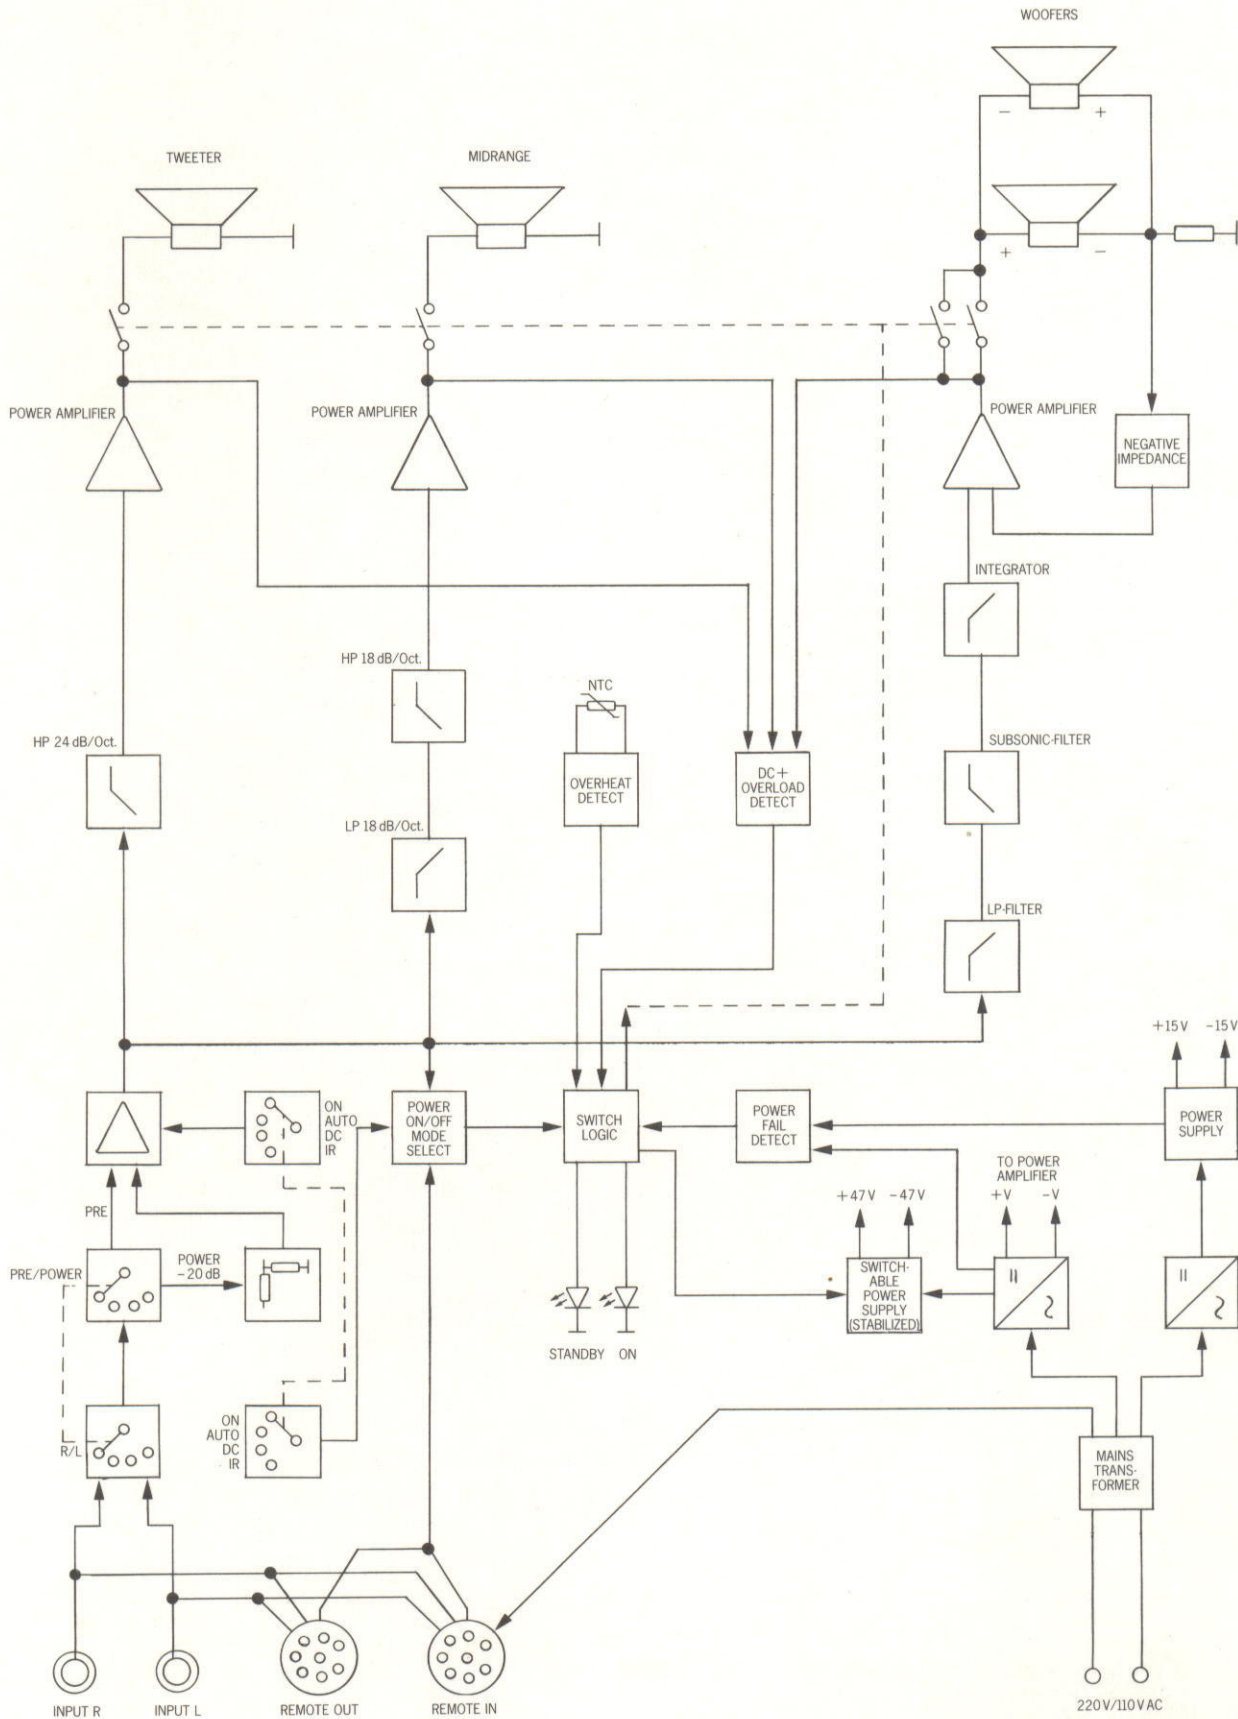 WOOFERS
TWEETER
MIDRANGE
−
+
+
−
POWER AMPLIFIER
POWER AMPLIFIER
POWER AMPLIFIER
NEGATIVE
IMPEDANCE
INTEGRATOR
HP 18 dB/Oct.
NTC
HP 24 dB/Oct.
SUBSONIC-FILTER
OVERHEAT
DETECT
DC+
OVERLOAD
DETECT
LP 18 dB/Oct.
LP-FILTER
+15 V
−15 V
ON
AUTO
DC
IR
POWER
ON/OFF
MODE
SELECT
SWITCH
LOGIC
POWER
FAIL
DETECT
POWER
SUPPLY
TO POWER
AMPLIFIER
+V
−V
+47 V
−47 V
PRE
PRE/POWER
POWER
−20 dB
SWITCH-
ABLE
POWER
SUPPLY
(STABILIZED)
STANDBY
ON
R/L
ON
AUTO
DC
IR
MAINS
TRANS-
FORMER
INPUT R
INPUT L
REMOTE OUT
REMOTE IN
220 V/110 V AC